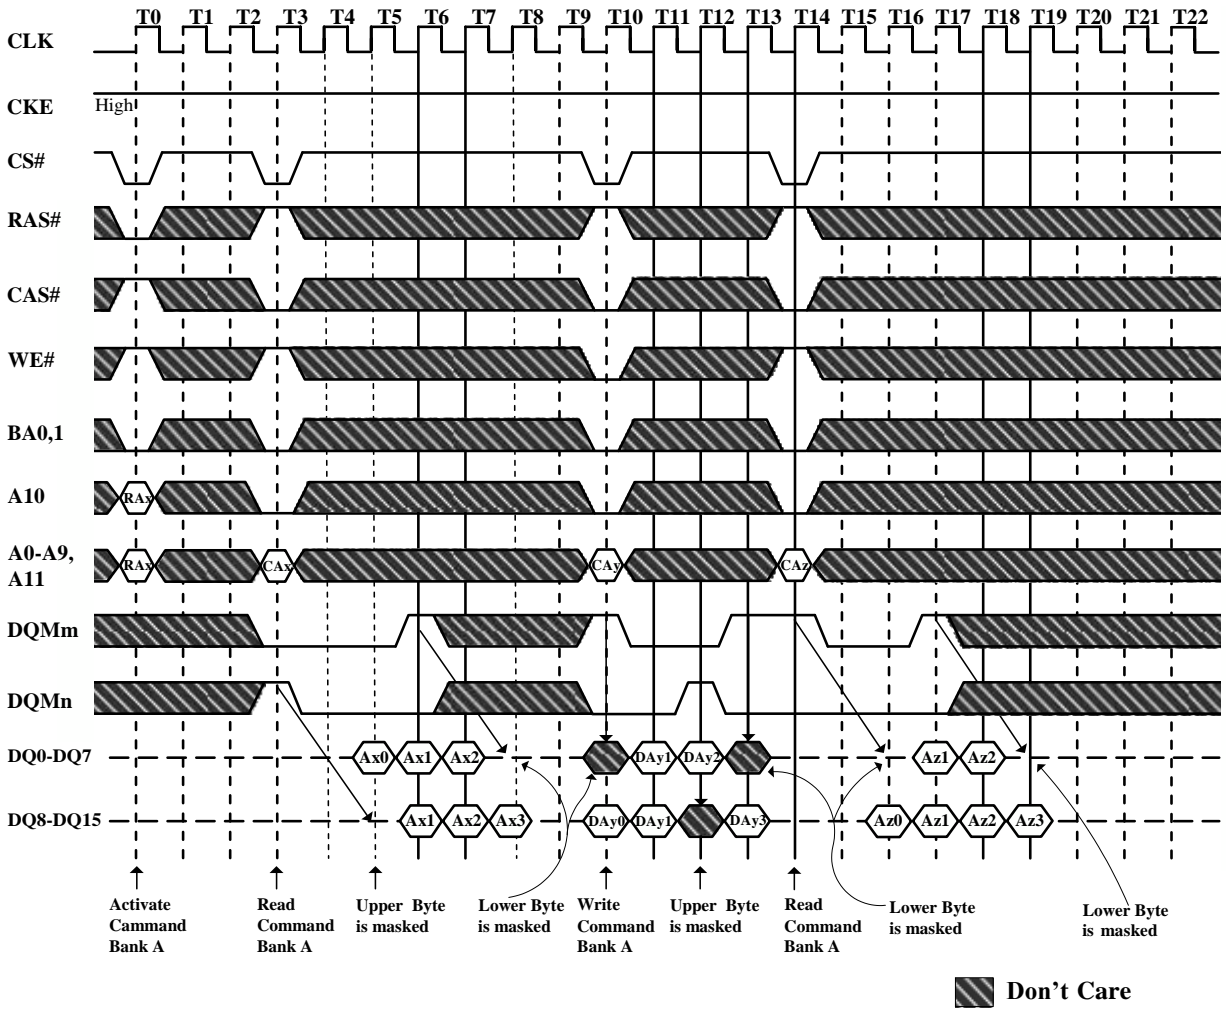 T0 T1 T2 T3 T4 T5 T6 T7 T8 T9 T10 T11 T12 T13 T14 T15 T16 T17 T18 T19 T20 T21 T22
CLK
CKE High
CS#
RAS#
CAS#
WE#
BA0,1
A10 RAx
A0-A9,
A11 RAx CAx CAy CAz
DQMm
DQMn
DQ0-DQ7 Ax0 Ax1 Ax2 DAy1 DAy2 Az1 Az2
DQ8-DQ15 Ax1 Ax2 Ax3 DAy0 DAy1 DAy3 Az0 Az1 Az2 Az3
Activate
Cammand
Bank A
Read
Command
Bank A
Upper Byte
is masked
Lower Byte
is masked
Write
Command
Bank A
Upper Byte
is masked
Read
Command
Bank A
Lower Byte
is masked
Lower Byte
is masked
Don't Care